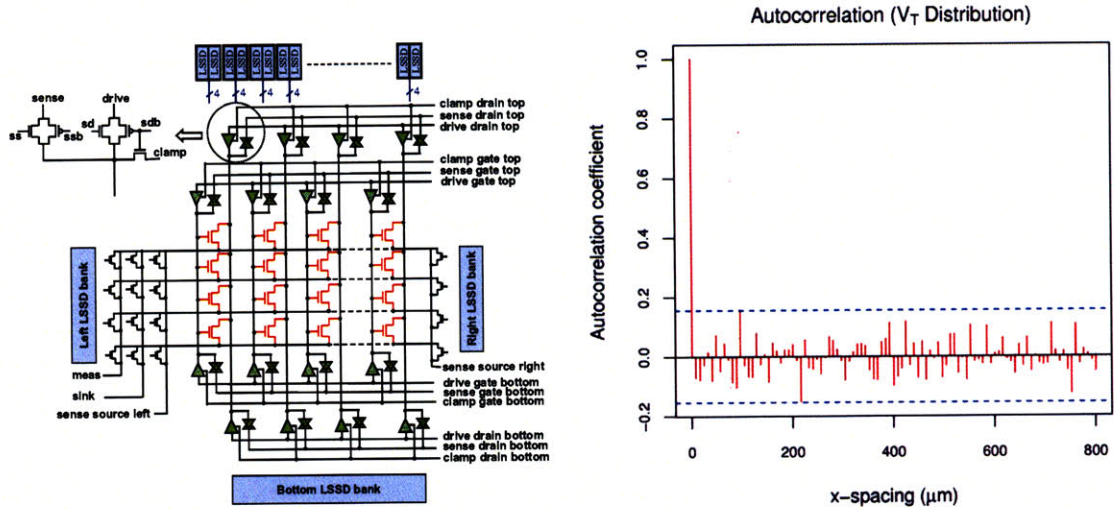 LSSD LSSD LSSD LSSD LSSD LSSD LSSD LSSD LSSD LSSD
4 4 4 4 4
sense drive
ss ssb sd sdb
clamp
clamp drain top
sense drain top
drive drain top
clamp gate top
sense gate top
drive gate top
Left LSSD bank
Right LSSD bank
meas
sink
sense source left
sense source right
drive gate bottom
sense gate bottom
clamp gate bottom
drive drain bottom
sense drain bottom
clamp drain bottom
Bottom LSSD bank
Autocorrelation (VT Distribution)
Autocorrelation coefficient
1.0
0.8
0.6
0.4
0.2
0.0
−0.2
0 200 400 600 800
x−spacing (μm)